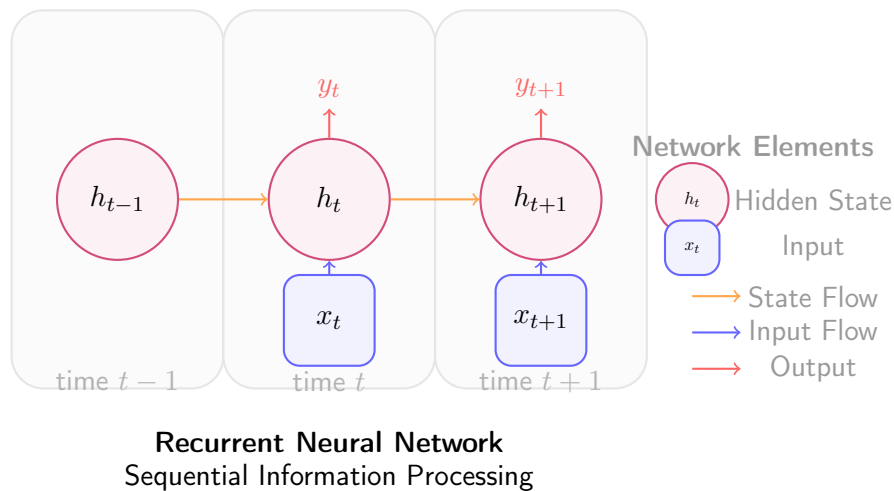 y_t
y_{t+1}
h_{t−1}
h_t
h_{t+1}
x_t
x_{t+1}
time t − 1
time t
time t + 1
Network Elements
h_t Hidden State
x_t Input
State Flow
Input Flow
Output
Recurrent Neural Network
Sequential Information Processing